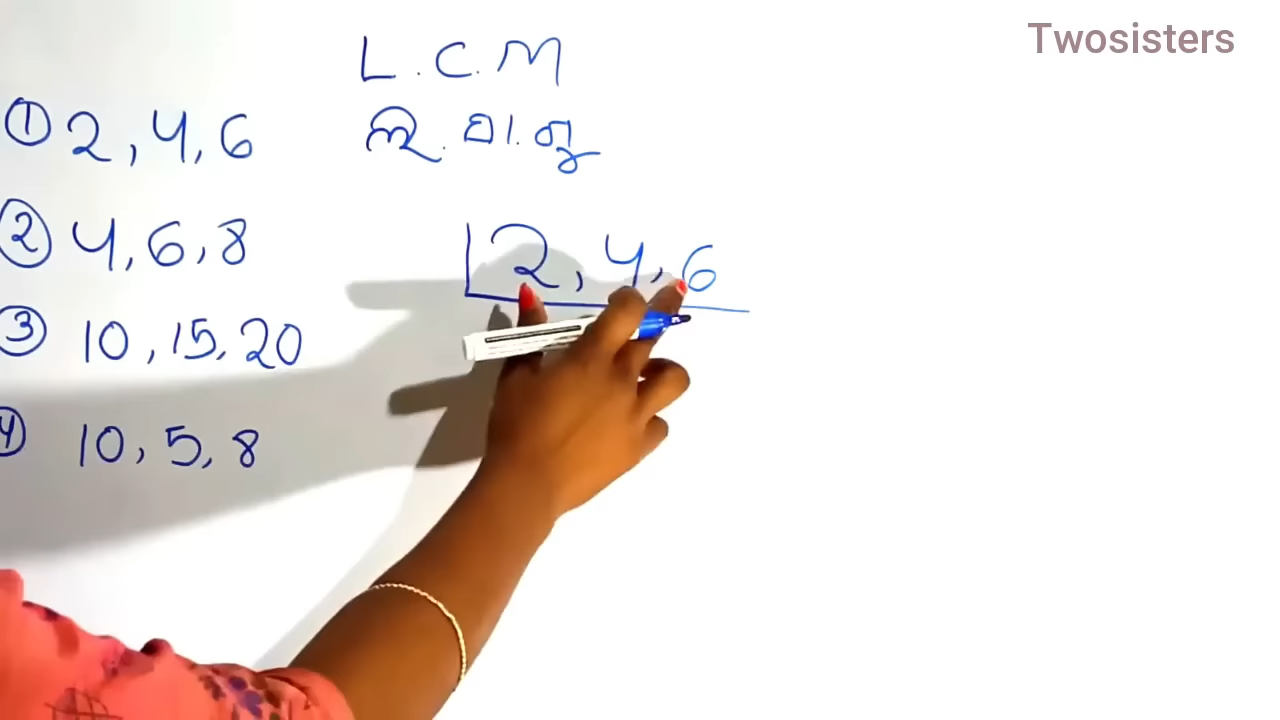 Twosisters
L.C.M
ଲ.ସା.ଗୁ
① 2, 4, 6
② 4, 6, 8
③ 10, 15, 20
④ 10, 5, 8
2, 4, 6